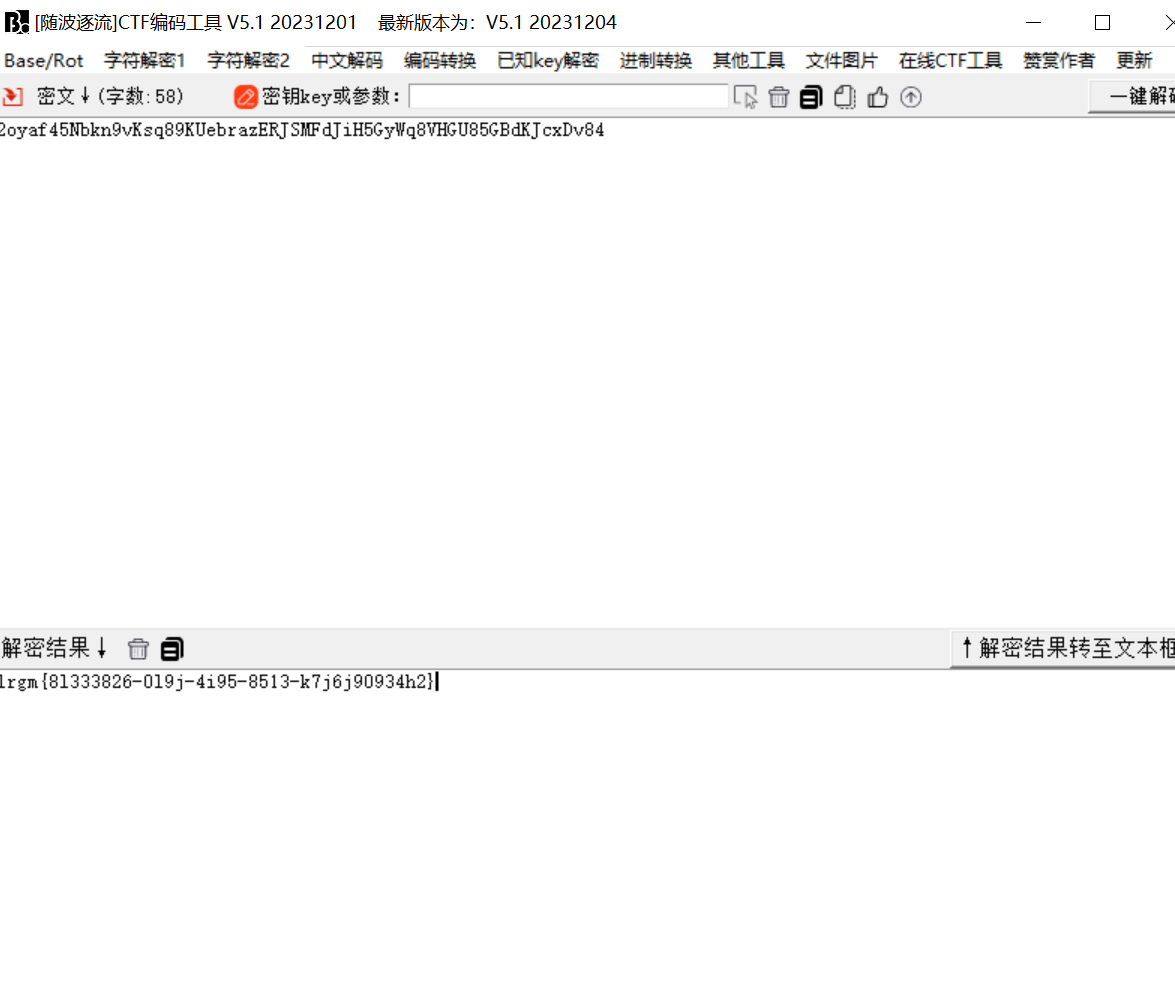 [随波逐流]CTF编码工具 V5.1 20231201 最新版本为：V5.1 20231204
Base/Rot 字符解密1 字符解密2 中文解码 编码转换 已知key解密 进制转换 其他工具 文件图片 在线CTF工具 赞赏作者 更新
密文↓(字数:58) 密钥key或参数: 一键解码
2oyaf45Nbkn9vKsq89KUebrazERJSMFdJiH5GyWq8VHGU85GBdKJcxDv84
解密结果↓ ↑解密结果转至文本框
lrgm{8l333826-0l9j-4i95-8513-k7j6j90934h2}